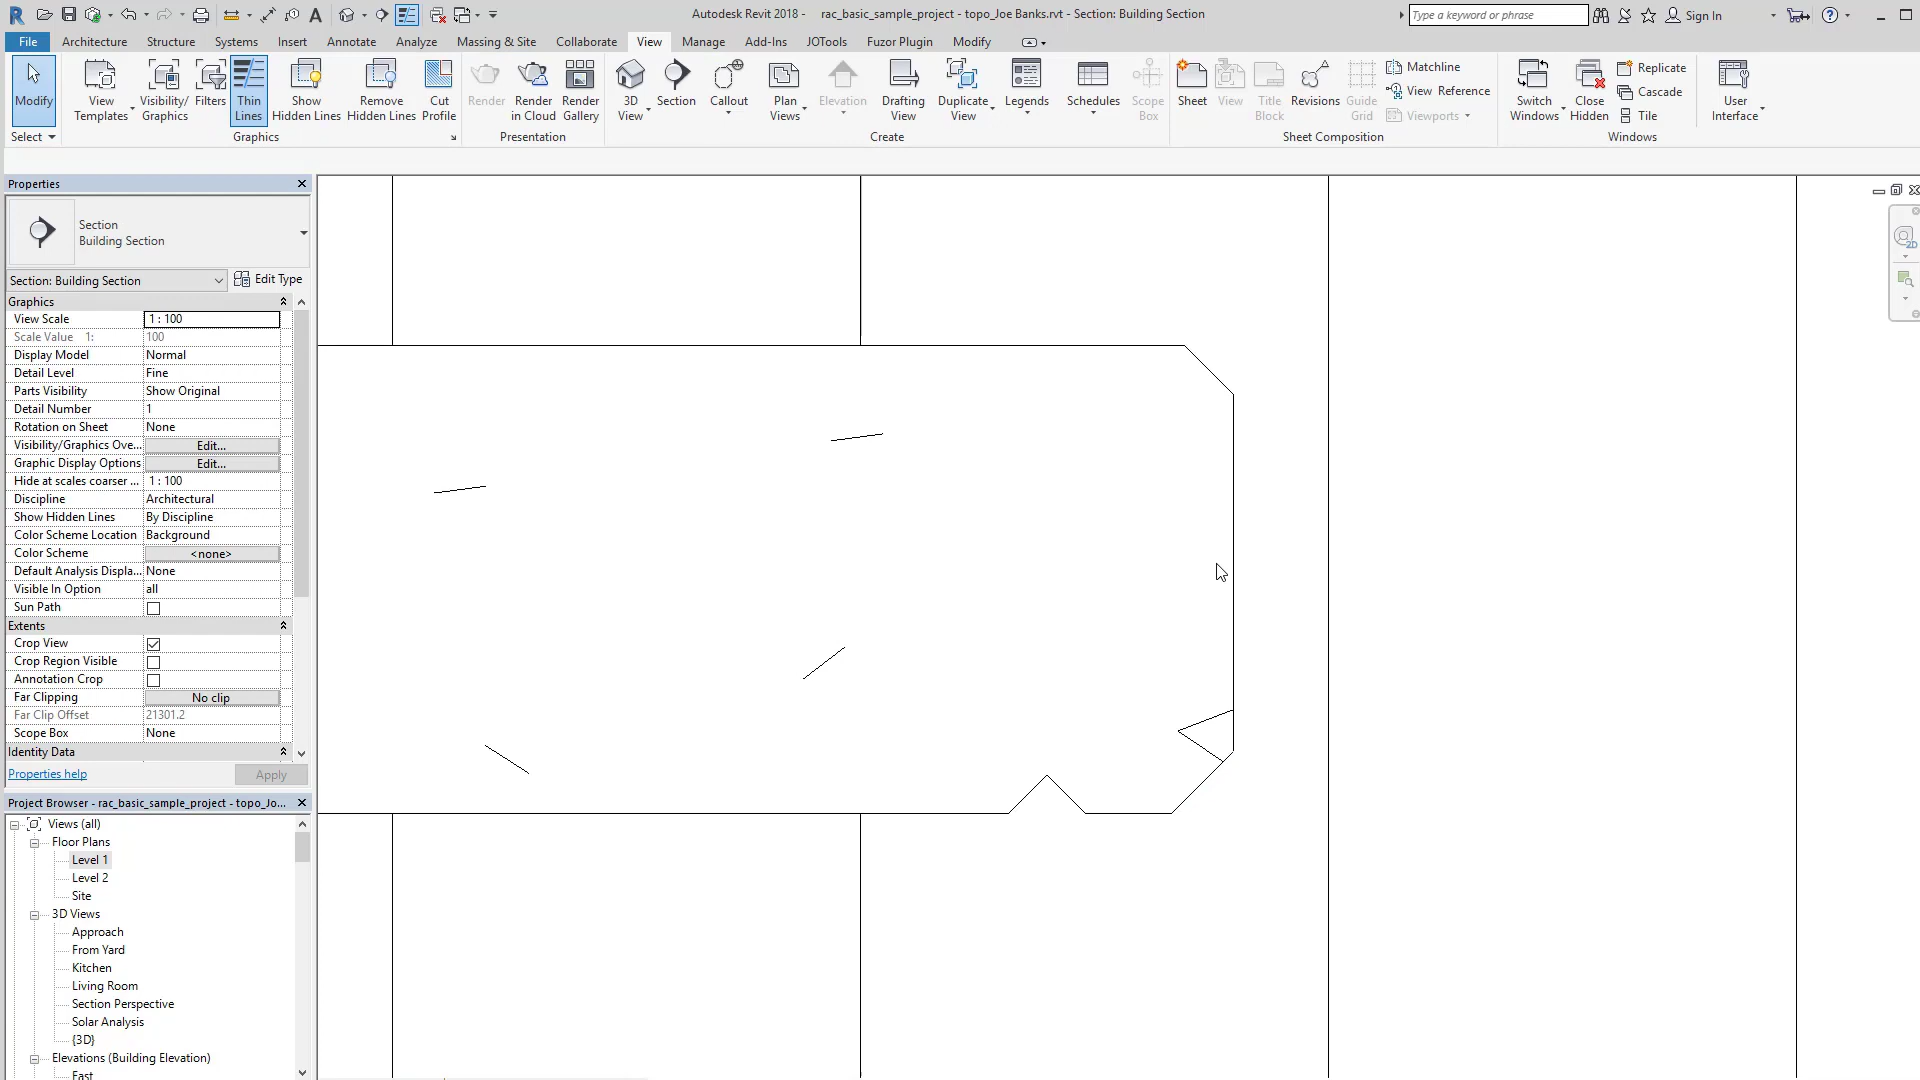 Autodesk Revit 2018 - rac_basic_sample_project - topo_Joe Banks.rvt - Section: Building Section
Type a keyword or phrase
Sign In
File Architecture Structure Systems Insert Annotate Analyze Massing & Site Collaborate View Manage Add-Ins JOTools Fuzor Plugin Modify
Modify
View Templates
Visibility/ Graphics
Filters
Thin Lines
Show Hidden Lines
Remove Hidden Lines
Cut Profile
Render
Render in Cloud
Render Gallery
3D View
Section
Callout
Plan Views
Elevation
Drafting View
Duplicate View
Legends
Schedules
Scope Box
Sheet
View
Title Block
Revisions
Guide Grid
Matchline
View Reference
Viewports
Switch Windows
Close Hidden
Replicate
Cascade
Tile
User Interface
Select
Graphics
Presentation
Create
Sheet Composition
Windows
Properties
Section
Building Section
Section: Building Section
Edit Type
Graphics
View Scale 1 : 100
Scale Value 1: 100
Display Model Normal
Detail Level Fine
Parts Visibility Show Original
Detail Number 1
Rotation on Sheet None
Visibility/Graphics Ove... Edit...
Graphic Display Options Edit...
Hide at scales coarser ... 1 : 100
Discipline Architectural
Show Hidden Lines By Discipline
Color Scheme Location Background
Color Scheme <none>
Default Analysis Displa... None
Visible In Option all
Sun Path
Extents
Crop View
Crop Region Visible
Annotation Crop
Far Clipping No clip
Far Clip Offset 21301.2
Scope Box None
Identity Data
Properties help
Apply
Project Browser - rac_basic_sample_project - topo_Jo...
Views (all)
Floor Plans
Level 1
Level 2
Site
3D Views
Approach
From Yard
Kitchen
Living Room
Section Perspective
Solar Analysis
{3D}
Elevations (Building Elevation)
East
2D